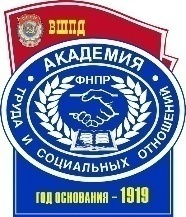 ВШПД
АКАДЕМИЯ
ФНПР
ТРУДА И СОЦИАЛЬНЫХ ОТНОШЕНИЙ
ГОД ОСНОВАНИЯ - 1919